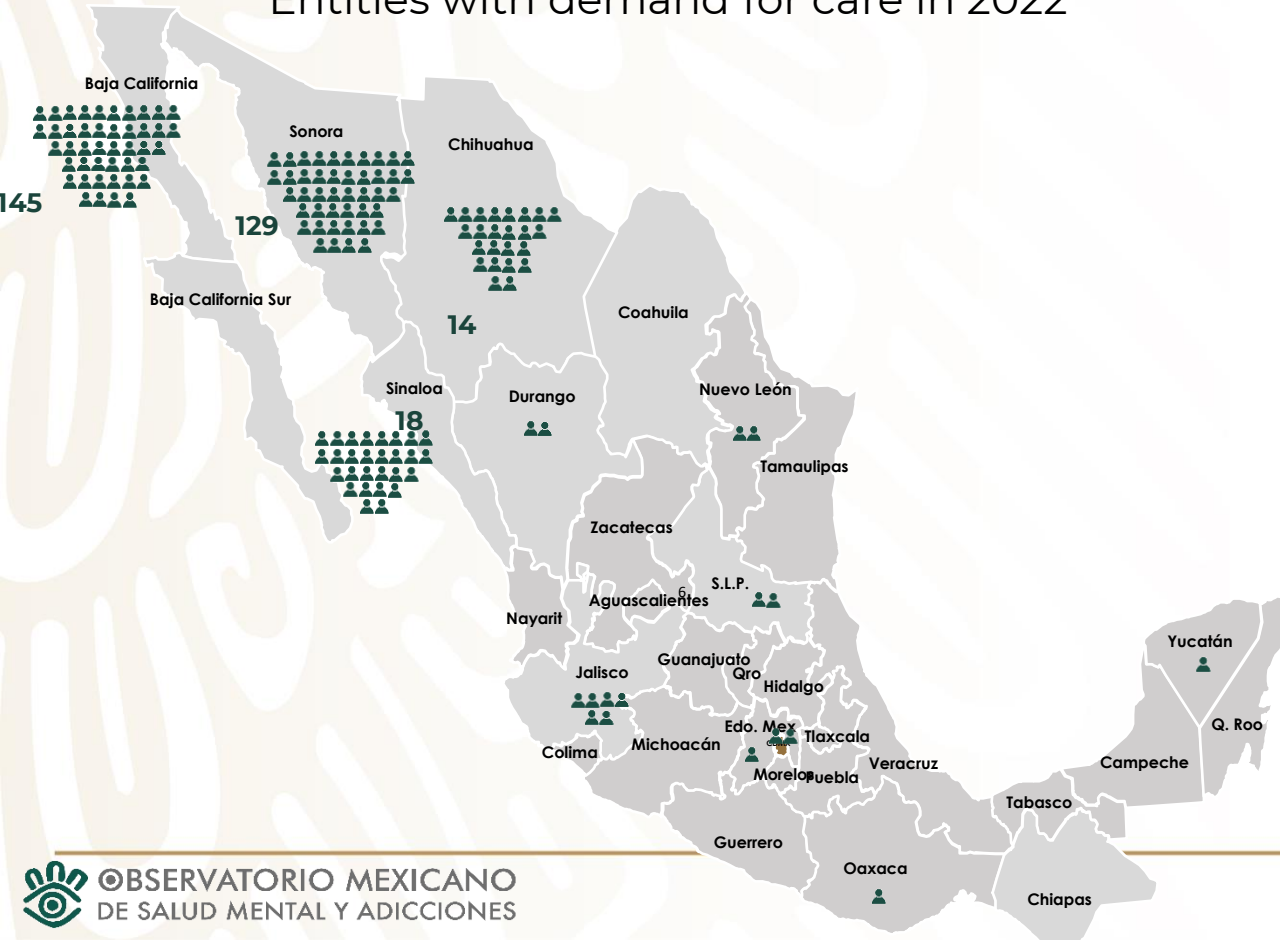 Entities with demand for care in 2022
Baja California
Sonora
Chihuahua
145
129
Baja California Sur
Coahuila
14
Sinaloa
Durango
Nuevo León
18
Tamaulipas
Zacatecas
S.L.P.
6
Aguascalientes
Nayarit
Yucatán
Guanajuato
Jalisco
Qro
Hidalgo
Q. Roo
Edo. Mex
Tlaxcala
Michoacán
Colima
Veracruz
Campeche
Morelos
Puebla
Tabasco
Guerrero
Oaxaca
Chiapas
OBSERVATORIO MEXICANO
DE SALUD MENTAL Y ADICCIONES